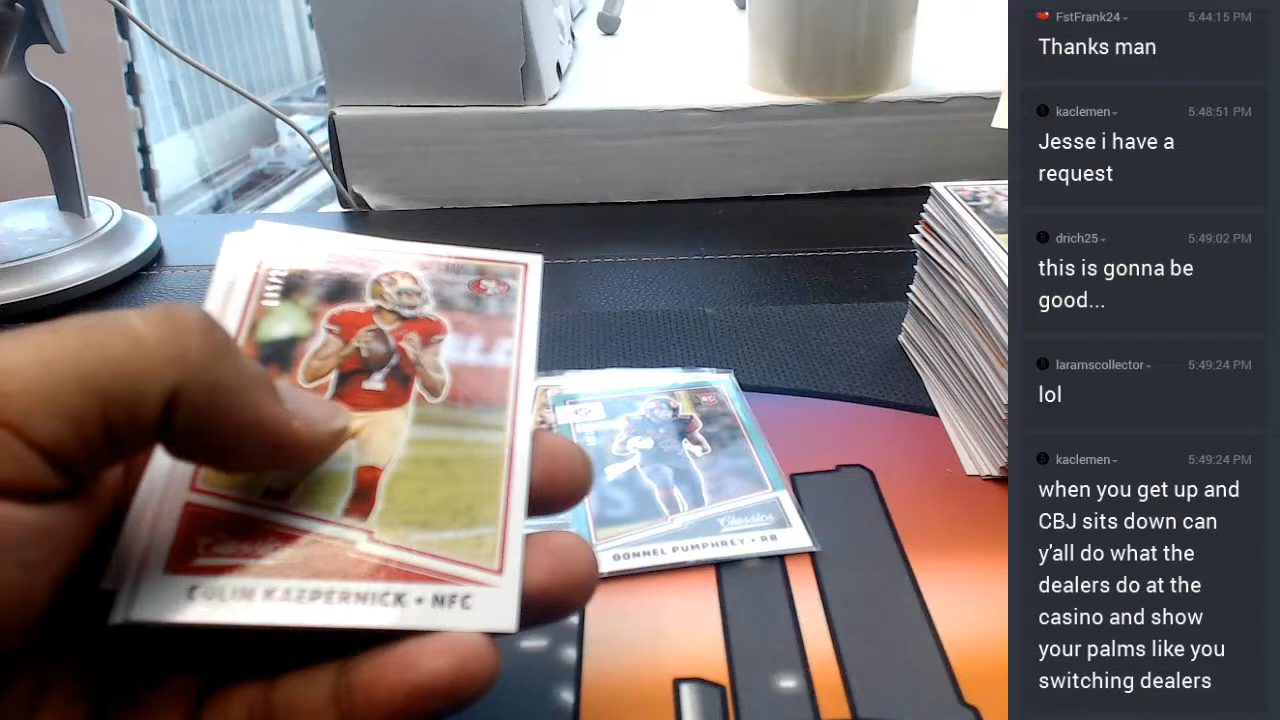 FstFrank24
5:44:15 PM
Thanks man
kaclemen
5:48:51 PM
Jesse i have a
request
drich25
5:49:02 PM
this is gonna be
good...
laramscollector
5:49:24 PM
lol
kaclemen
5:49:24 PM
when you get up and
CBJ sits down can
y'all do what the
dealers do at the
casino and show
your palms like you
switching dealers
7
COLIN KAEPERNICK • NFC
RC
Classics
DONNEL PUMPHREY • RB